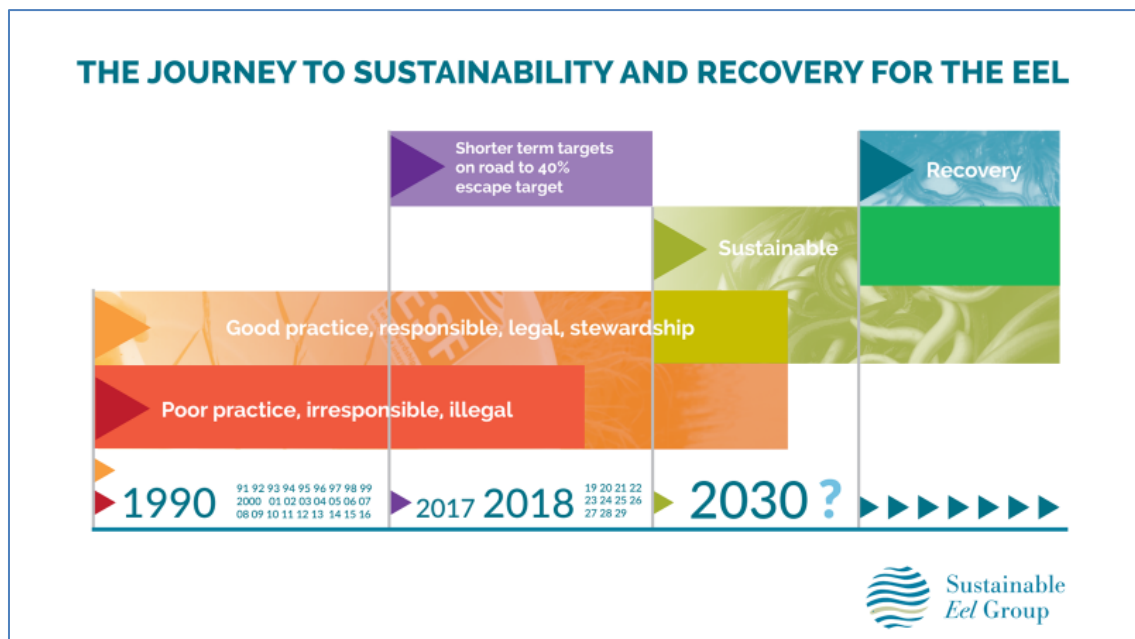 THE JOURNEY TO SUSTAINABILITY AND RECOVERY FOR THE EEL
Shorter term targets
on road to 40%
escape target
Recovery
Sustainable
Good practice, responsible, legal, stewardship
Poor practice, irresponsible, illegal
1990
91 92 93 94 95 96 97 98 99
2000 01 02 03 04 05 06 07
08 09 10 11 12 13 14 15 16
2017 2018
19 20 21 22
23 24 25 26
27 28 29
2030 ?
Sustainable
Eel Group